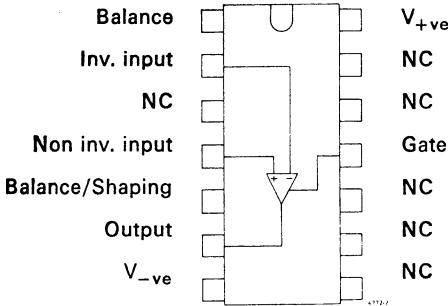 Balance
Inv. input
NC
Non inv. input
Balance/Shaping
Output
V−ve
V+ve
NC
NC
Gate
NC
NC
NC
+ −